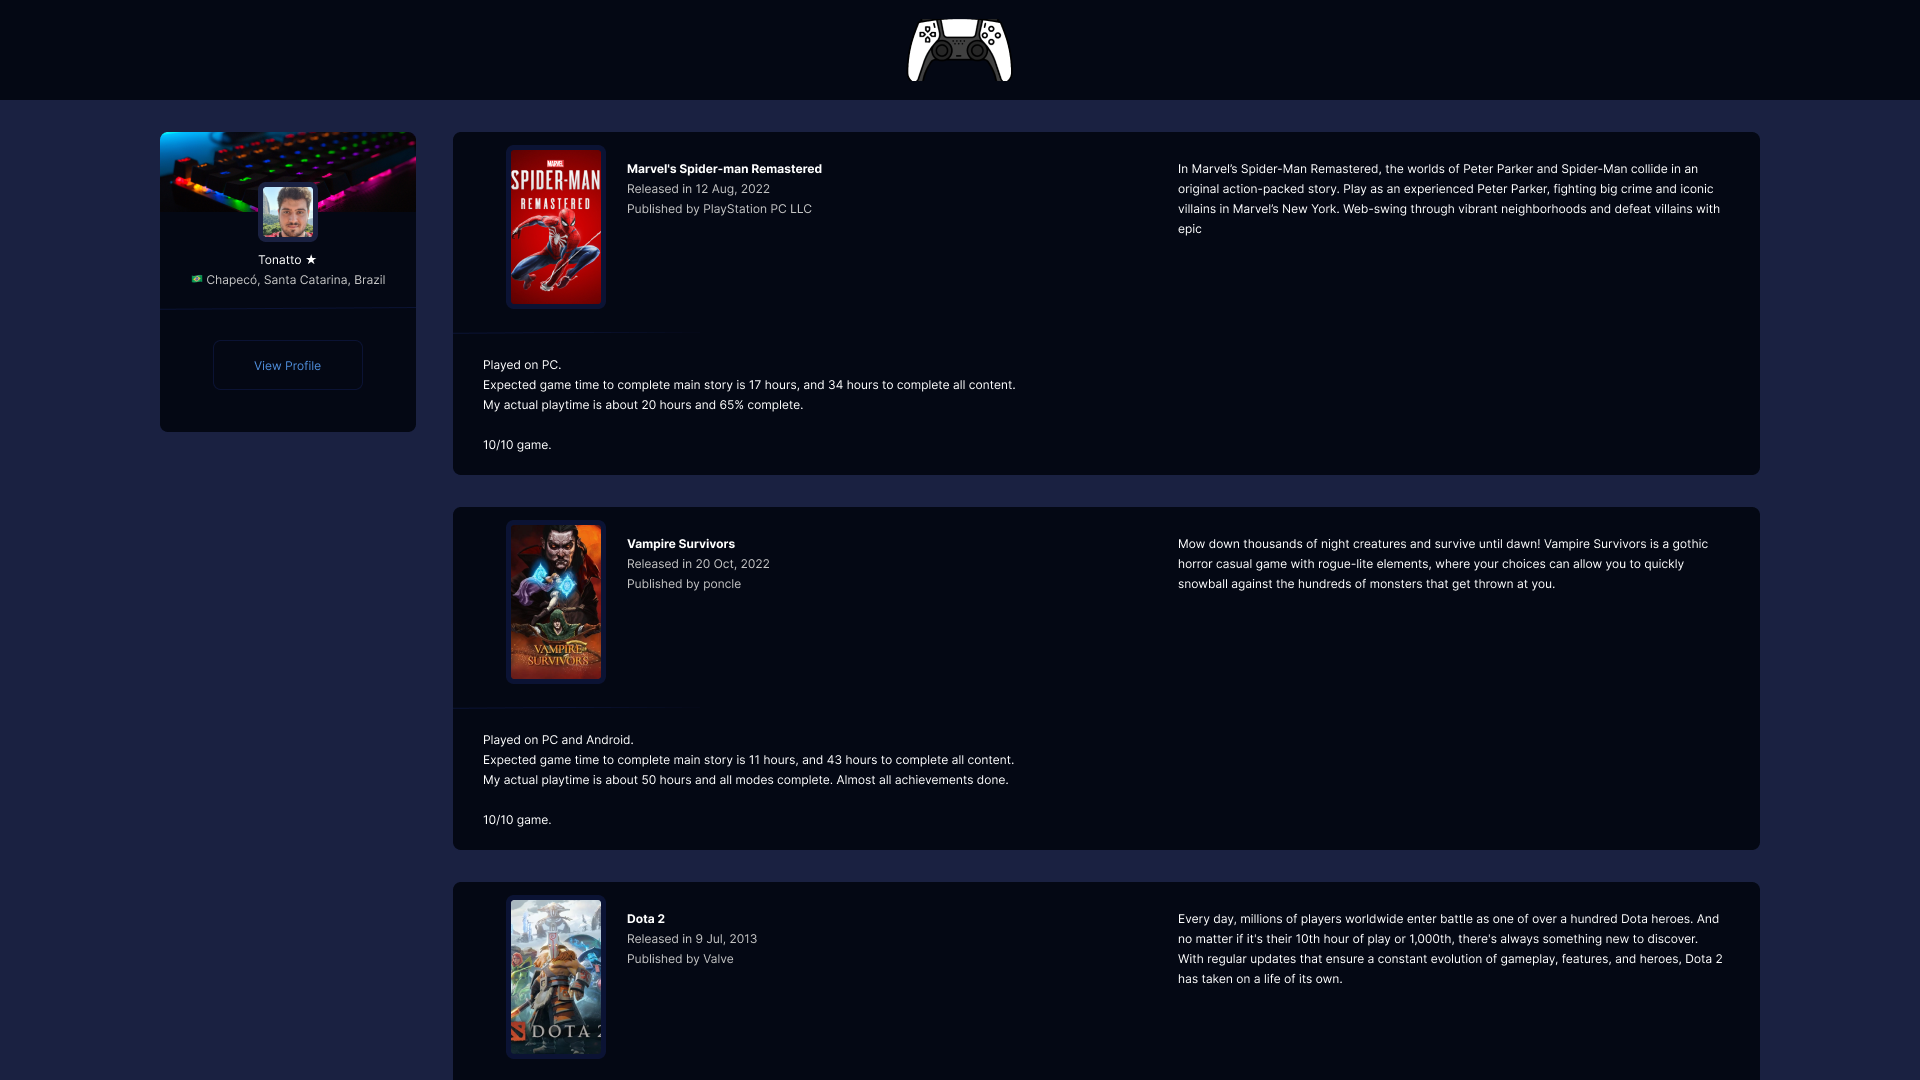 Tonatto ★
Chapecó, Santa Catarina, Brazil
View Profile
MARVEL
SPIDER-MAN
REMASTERED
Marvel's Spider-man Remastered
Released in 12 Aug, 2022
Published by PlayStation PC LLC
In Marvel’s Spider-Man Remastered, the worlds of Peter Parker and Spider-Man collide in an
original action-packed story. Play as an experienced Peter Parker, fighting big crime and iconic
villains in Marvel’s New York. Web-swing through vibrant neighborhoods and defeat villains with
epic
Played on PC.
Expected game time to complete main story is 17 hours, and 34 hours to complete all content.
My actual playtime is about 20 hours and 65% complete.
10/10 game.
VAMPIRE
SURVIVORS
Vampire Survivors
Released in 20 Oct, 2022
Published by poncle
Mow down thousands of night creatures and survive until dawn! Vampire Survivors is a gothic
horror casual game with rogue-lite elements, where your choices can allow you to quickly
snowball against the hundreds of monsters that get thrown at you.
Played on PC and Android.
Expected game time to complete main story is 11 hours, and 43 hours to complete all content.
My actual playtime is about 50 hours and all modes complete. Almost all achievements done.
10/10 game.
DOTA 2
Dota 2
Released in 9 Jul, 2013
Published by Valve
Every day, millions of players worldwide enter battle as one of over a hundred Dota heroes. And
no matter if it's their 10th hour of play or 1,000th, there's always something new to discover.
With regular updates that ensure a constant evolution of gameplay, features, and heroes, Dota 2
has taken on a life of its own.